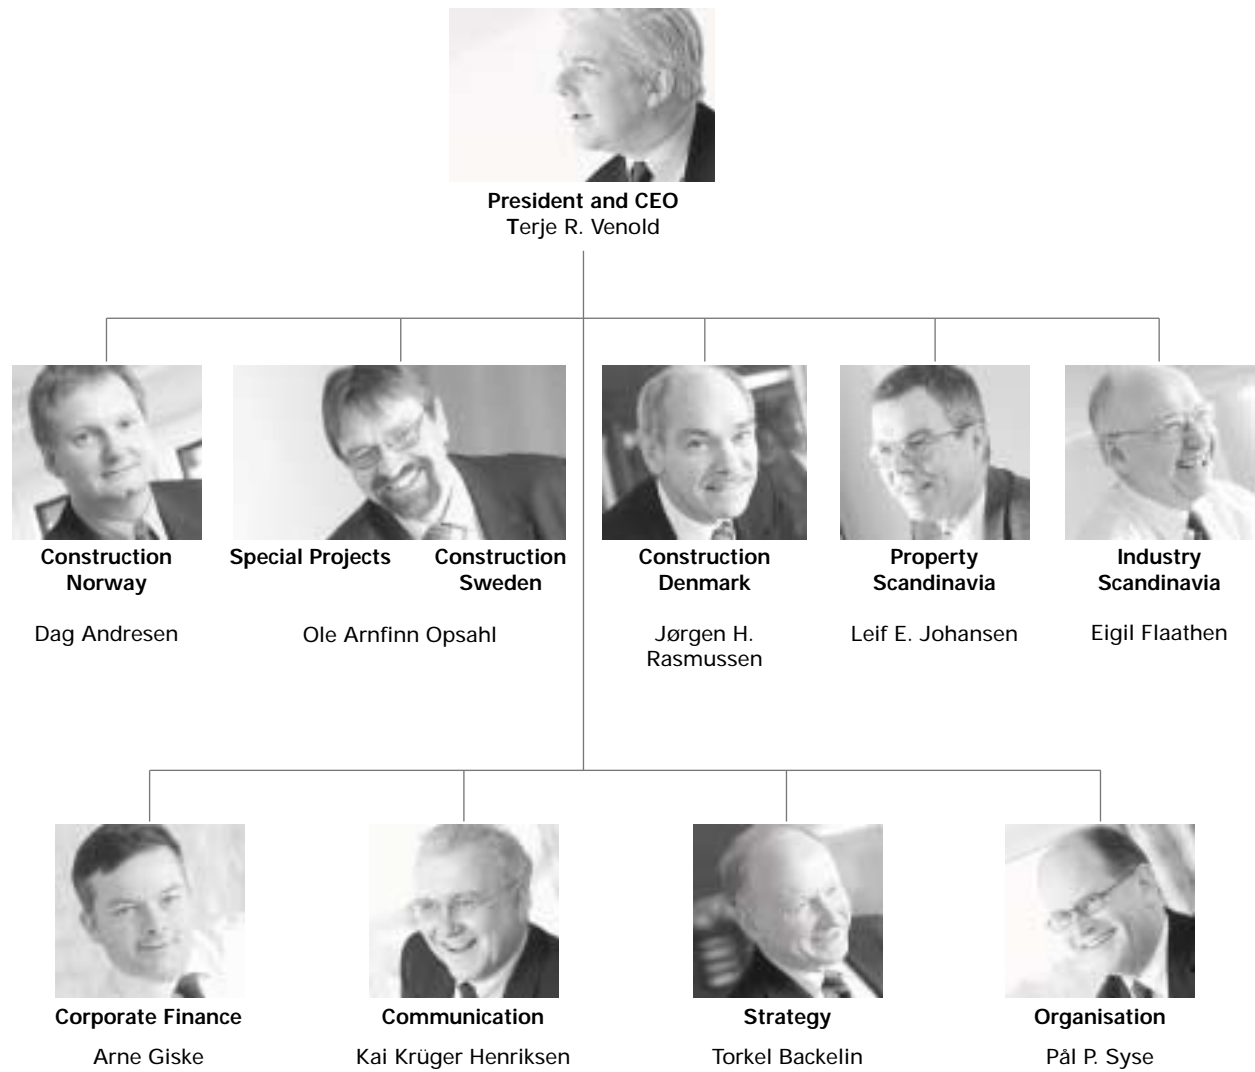 President and CEO
Terje R. Venold
Construction
Norway
Dag Andresen
Special Projects
Construction
Sweden
Ole Arnfinn Opsahl
Construction
Denmark
Jørgen H.
Rasmussen
Property
Scandinavia
Leif E. Johansen
Industry
Scandinavia
Eigil Flaathen
Corporate Finance
Arne Giske
Communication
Kai Krüger Henriksen
Strategy
Torkel Backelin
Organisation
Pål P. Syse